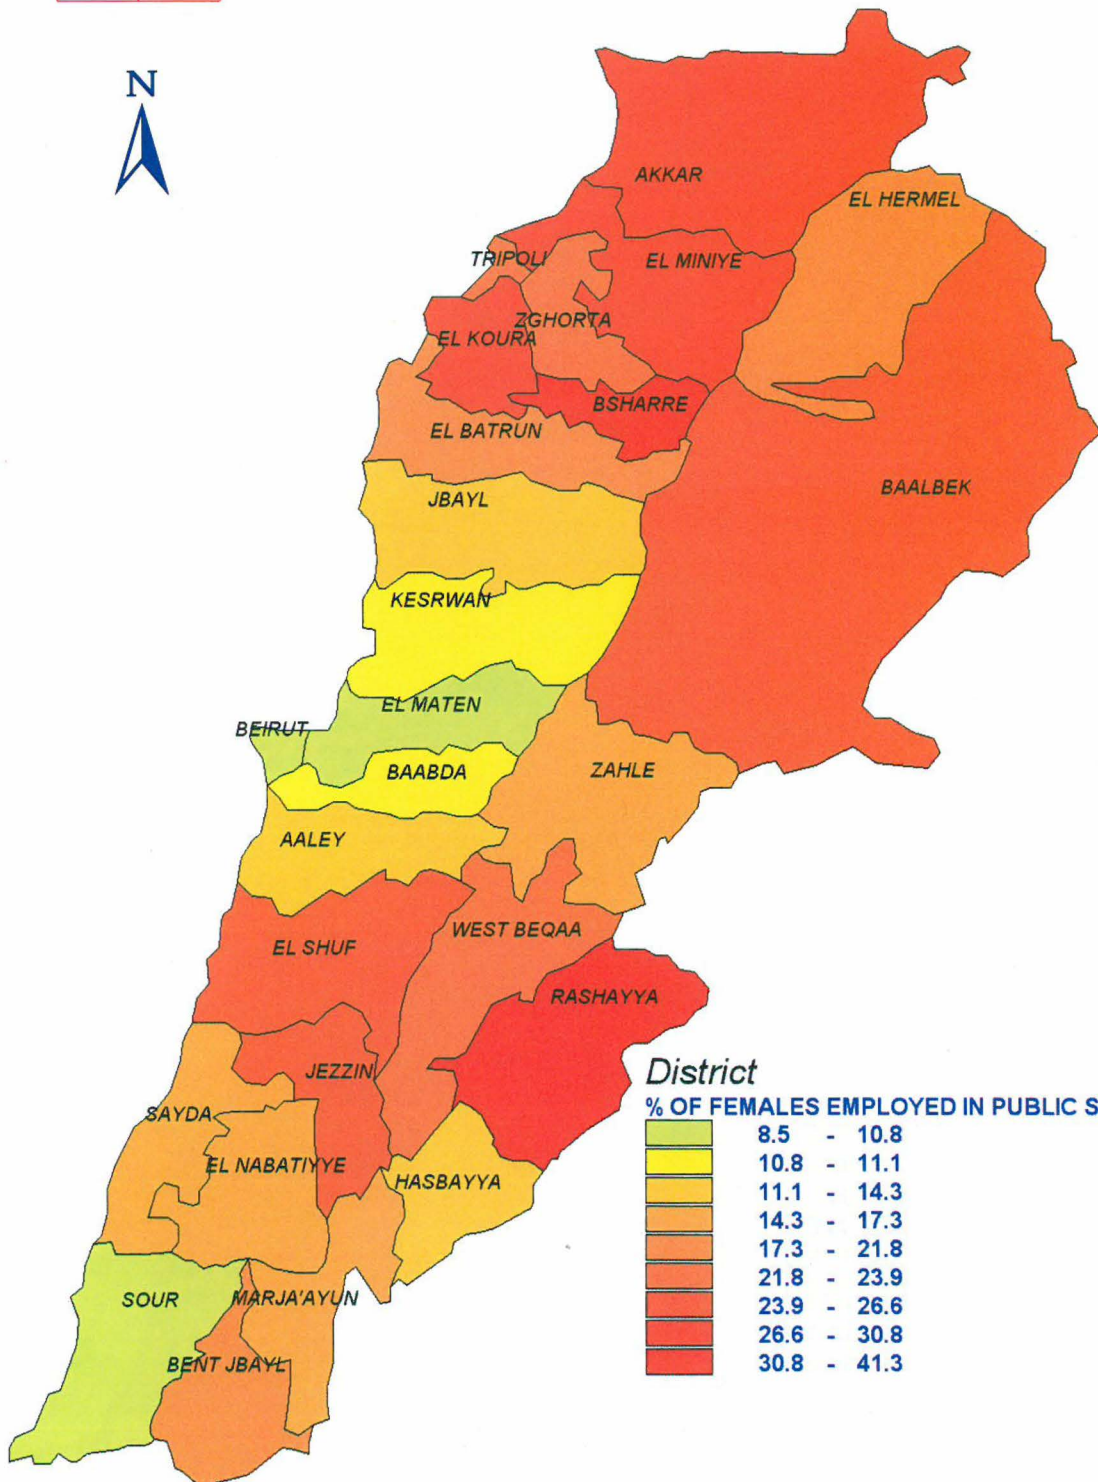 N
AKKAR
EL HERMEL
TRIPOLI
EL MINIYE
ZGHORTA
EL KOURA
BSHARRE
EL BATRUN
BAALBEK
JBAYL
KESRWAN
EL MATEN
BEIRUT
BAABDA
ZAHLE
AALEY
WEST BEQAA
EL SHUF
RASHAYYA
JEZZIN
SAYDA
EL NABATIYYE
HASBAYYA
SOUR
MARJA'AYUN
BENT JBAYL
District
% OF FEMALES EMPLOYED IN PUBLIC S
8.5 - 10.8
10.8 - 11.1
11.1 - 14.3
14.3 - 17.3
17.3 - 21.8
21.8 - 23.9
23.9 - 26.6
26.6 - 30.8
30.8 - 41.3